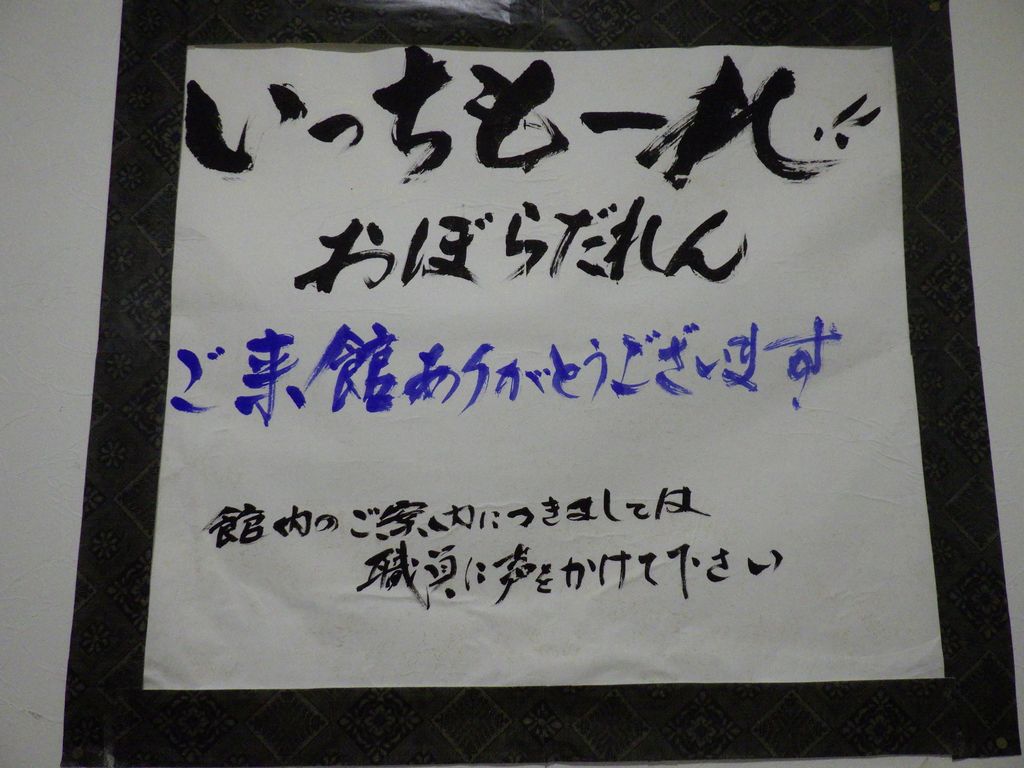 いっちもーれ!!
おぼらだれん
ご来館ありがとうございます
館内のご案内につきましては
職員に声をかけて下さい